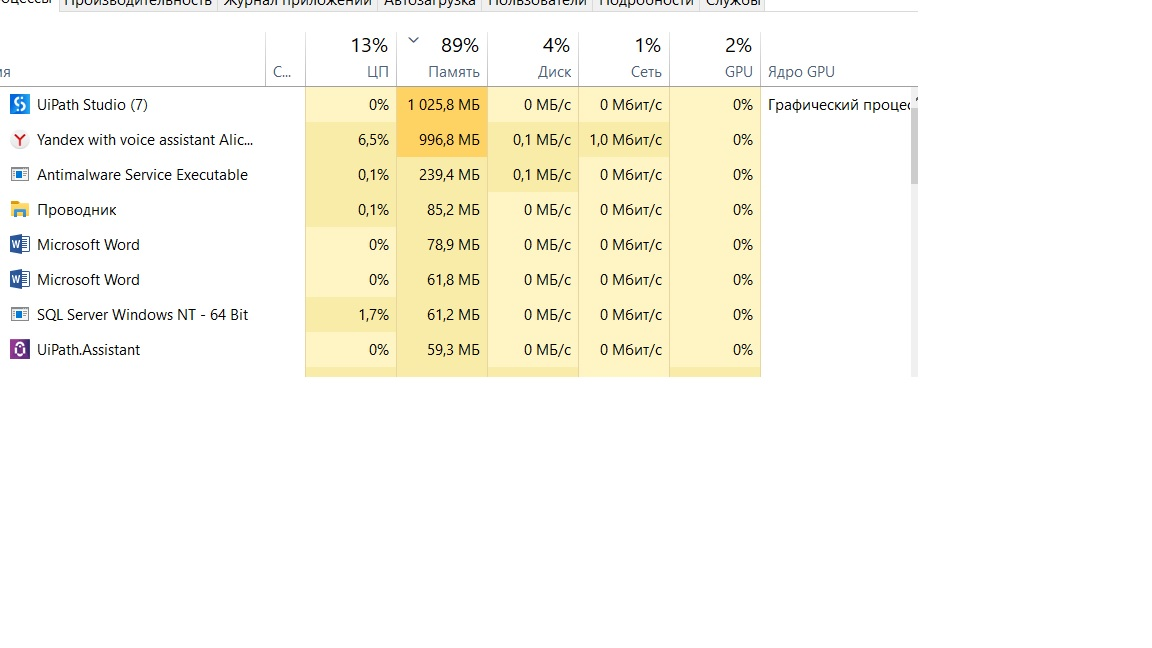 Производительность Журнал приложений Автозагрузка Пользователи Подробности Службы
13% 89% 4% 1% 2%
С... ЦП Память Диск Сеть GPU Ядро GPU
UiPath Studio (7) 0% 1 025,8 МБ 0 МБ/с 0 Мбит/с 0% Графический процес
Yandex with voice assistant Alic... 6,5% 996,8 МБ 0,1 МБ/с 1,0 Мбит/с 0%
Antimalware Service Executable 0,1% 239,4 МБ 0,1 МБ/с 0 Мбит/с 0%
Проводник 0,1% 85,2 МБ 0 МБ/с 0 Мбит/с 0%
Microsoft Word 0% 78,9 МБ 0 МБ/с 0 Мбит/с 0%
Microsoft Word 0% 61,8 МБ 0 МБ/с 0 Мбит/с 0%
SQL Server Windows NT - 64 Bit 1,7% 61,2 МБ 0 МБ/с 0 Мбит/с 0%
UiPath.Assistant 0% 59,3 МБ 0 МБ/с 0 Мбит/с 0%